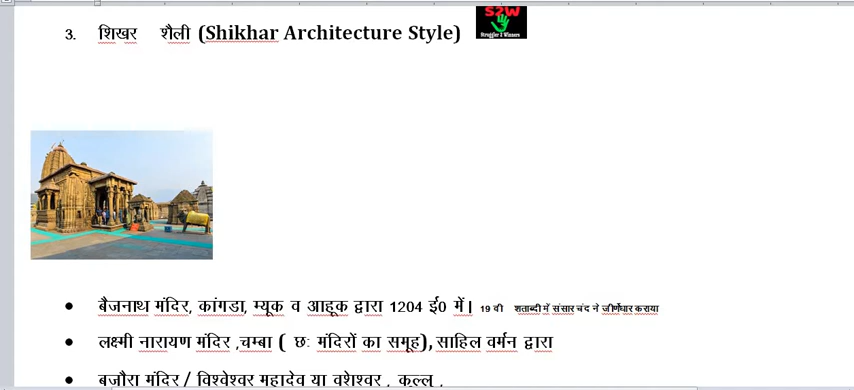 3. शिखर शैली (Shikhar Architecture Style)
S2W
Struggler 2 Winners
• बैजनाथ मंदिर, कांगडा, म्यूक व आहूक द्वारा 1204 ई0 में। 19 वी शताब्दी में संसार चंद ने जीर्णेधार कराया
• लक्ष्मी नारायण मंदिर ,चम्बा ( छः मंदिरों का समूह), साहिल वर्मन द्वारा
• बजौरा मंदिर / विश्वेश्वर महादेव या वशेश्वर , कुल्लू ,